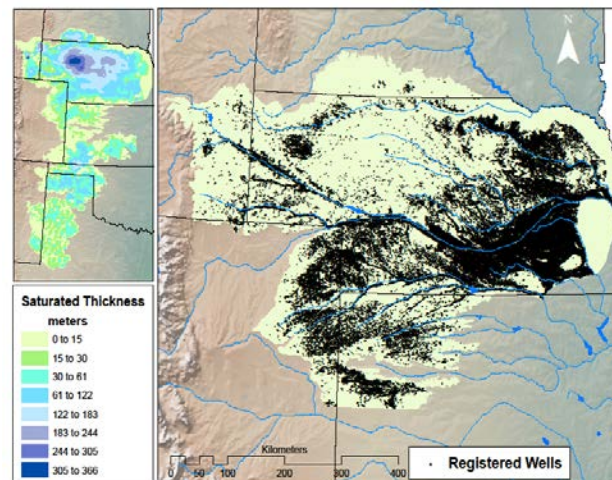 N
Saturated Thickness
meters
0 to 15
15 to 30
30 to 61
61 to 122
122 to 183
183 to 244
244 to 305
305 to 366
Kilometers
0 25 50 100 200 300 400
Registered Wells